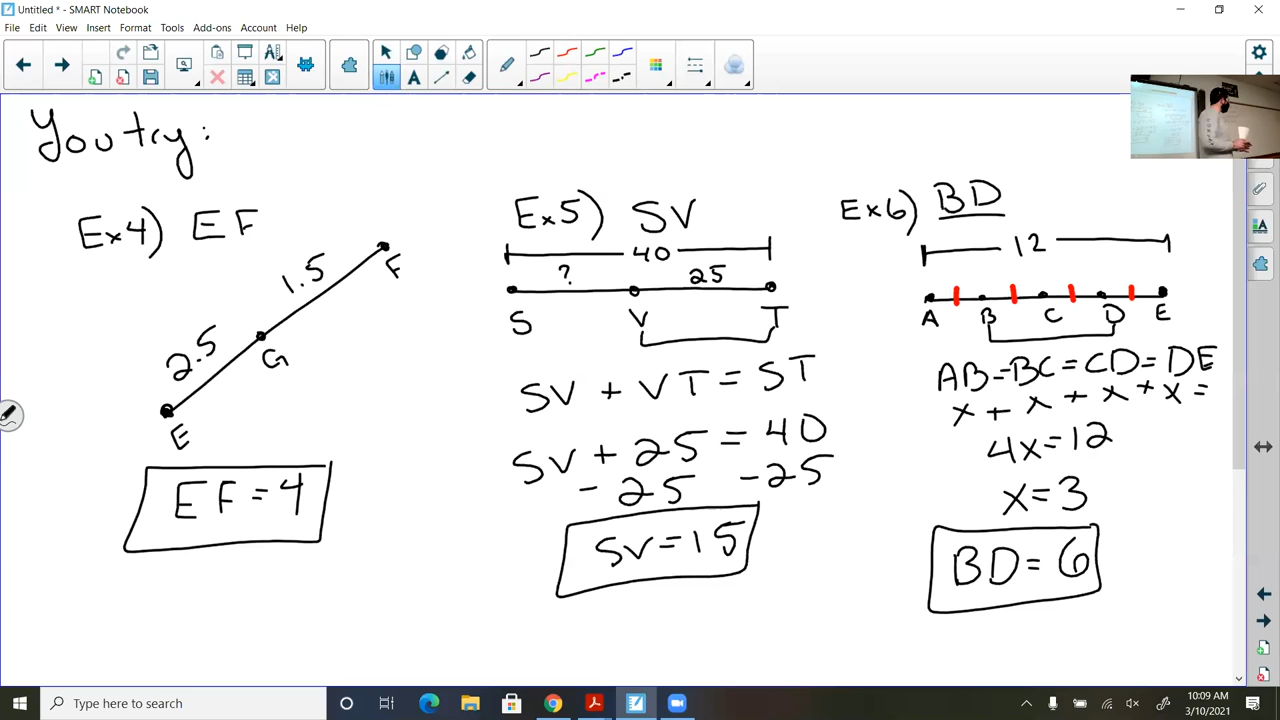 Untitled * - SMART Notebook
File Edit View Insert Format Tools Add-ons Account Help
You try:
Ex4) EF
1.5
F
2.5
G
E
EF = 4
Ex5) SV
40
? 25
S V T
SV + VT = ST
SV + 25 = 40
- 25 - 25
SV = 15
Ex6) BD
12
A B C D E
AB = BC = CD = DE
x + x + x + x =
4x = 12
x = 3
BD = 6
Type here to search
10:09 AM
3/10/2021